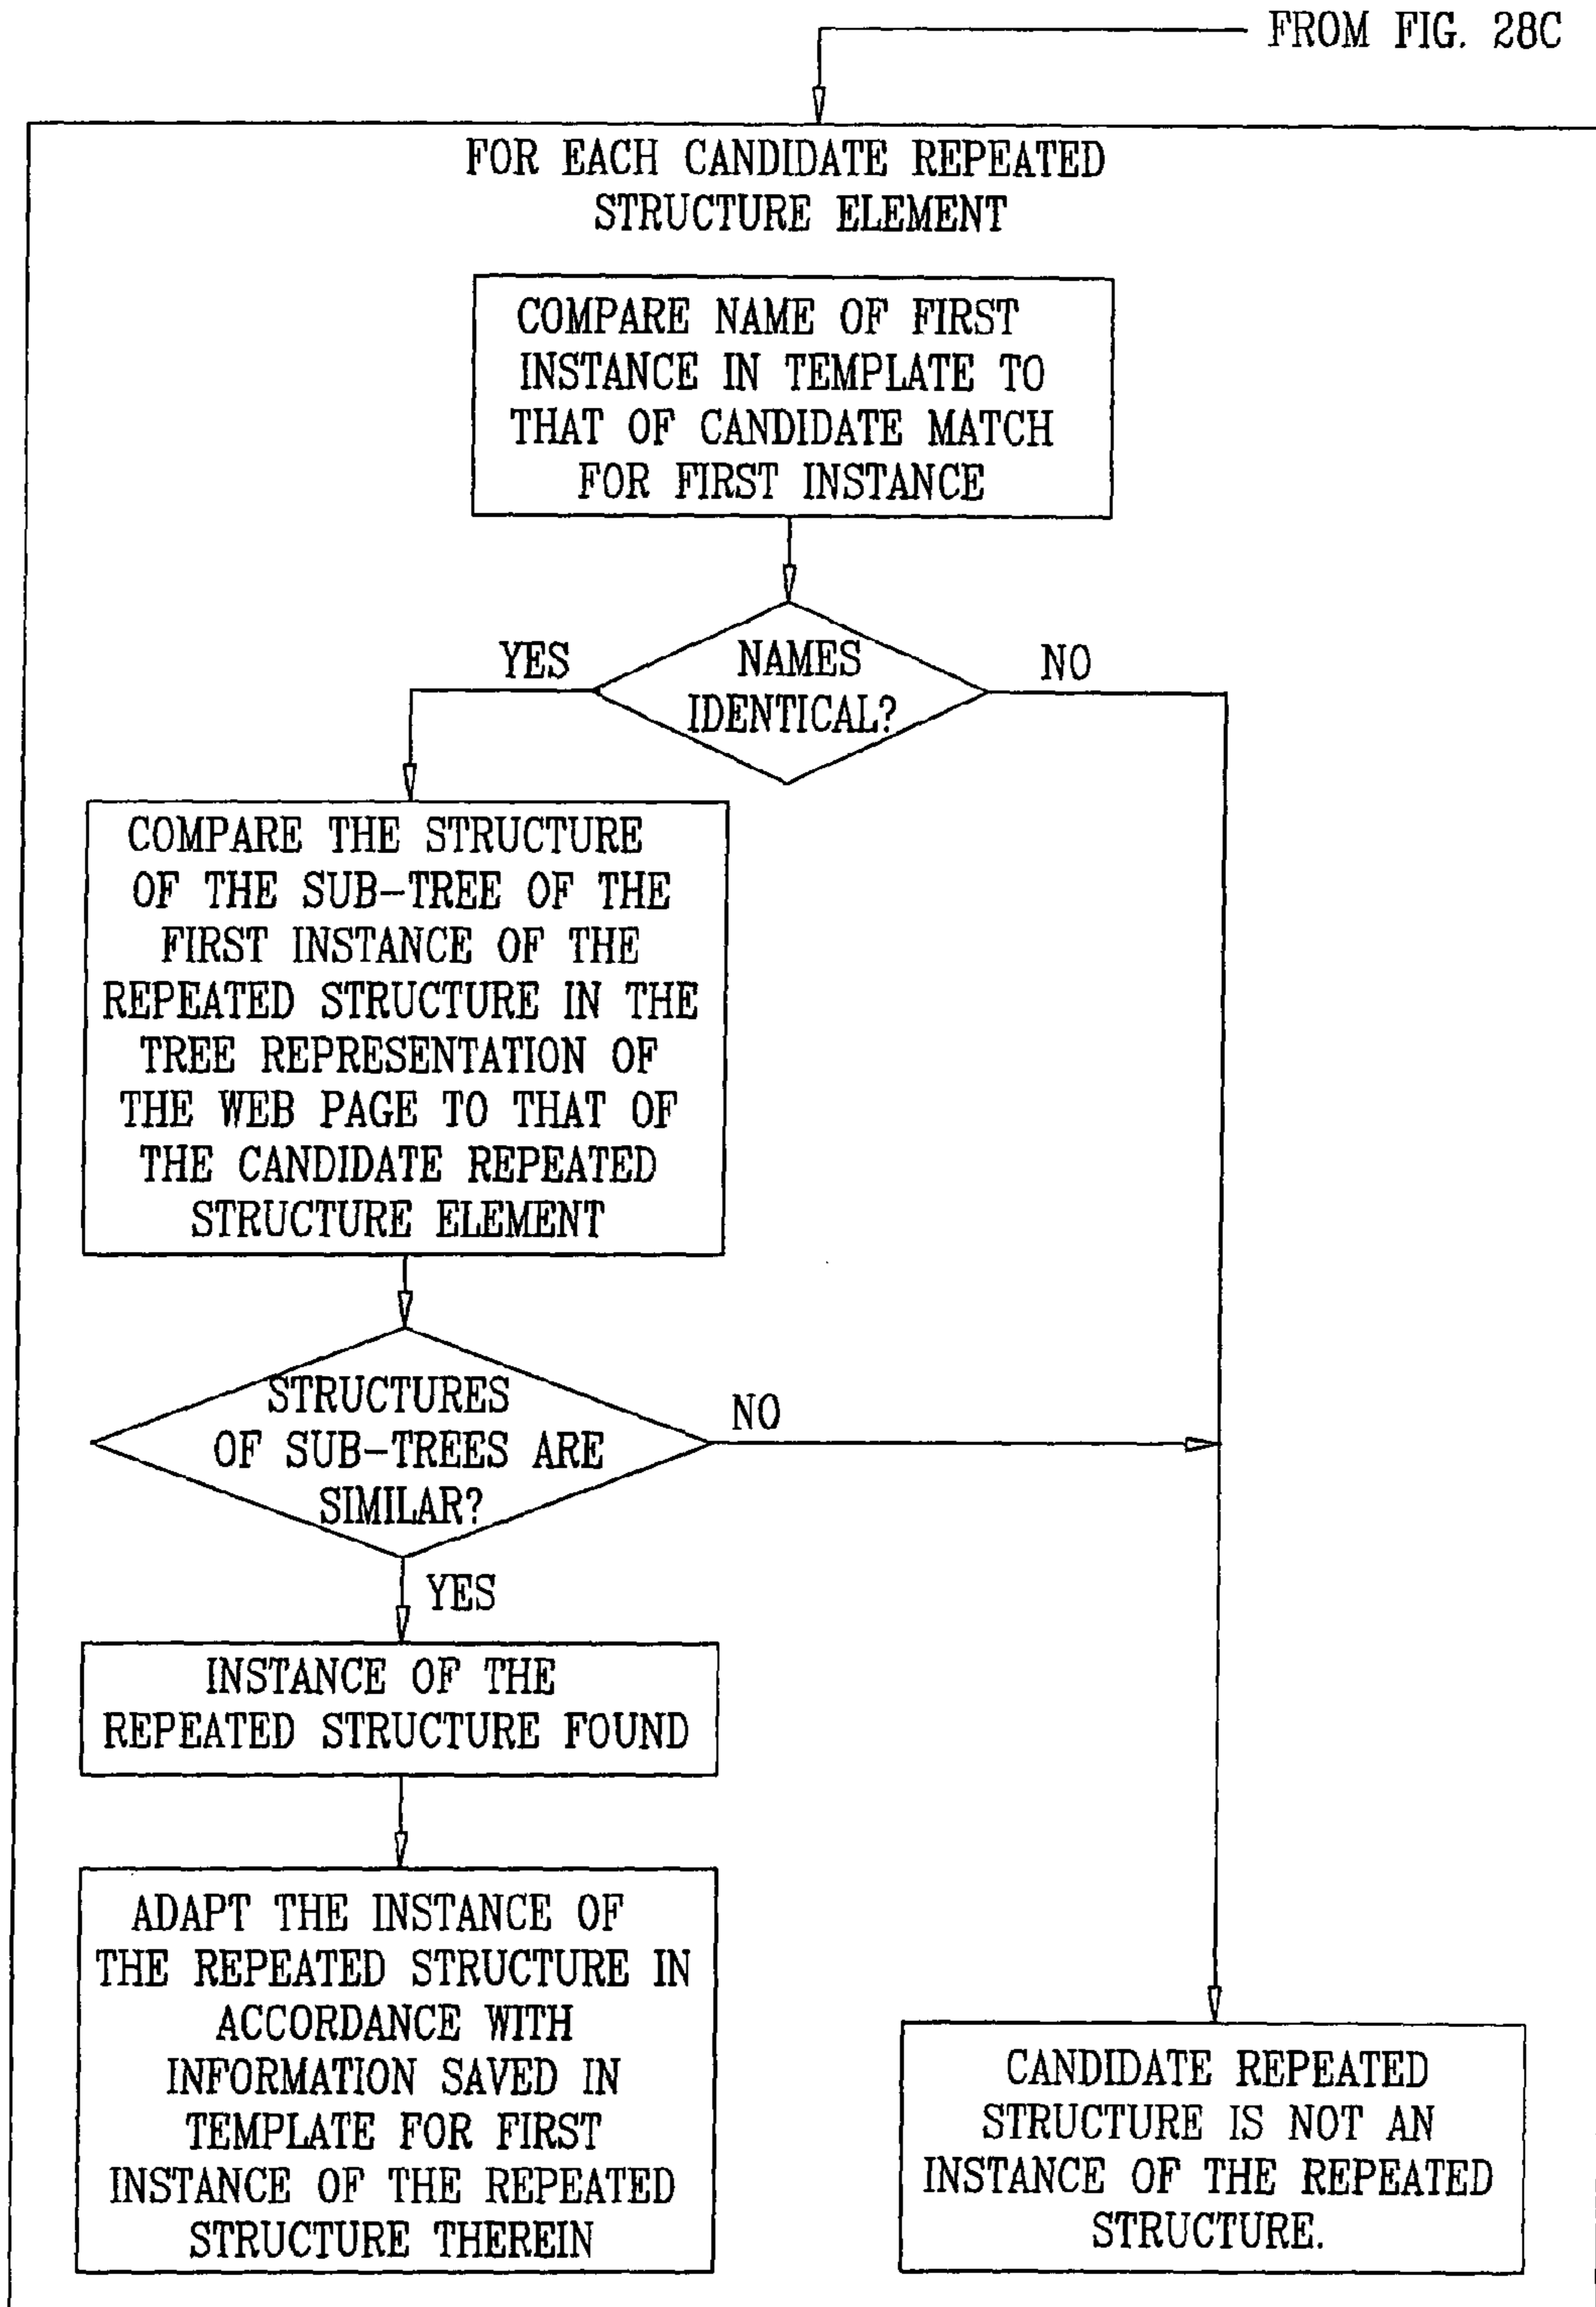 FROM FIG. 28C
FOR EACH CANDIDATE REPEATED
STRUCTURE ELEMENT
COMPARE NAME OF FIRST
INSTANCE IN TEMPLATE TO
THAT OF CANDIDATE MATCH
FOR FIRST INSTANCE
NAMES
IDENTICAL?
YES
NO
COMPARE THE STRUCTURE
OF THE SUB-TREE OF THE
FIRST INSTANCE OF THE
REPEATED STRUCTURE IN THE
TREE REPRESENTATION OF
THE WEB PAGE TO THAT OF
THE CANDIDATE REPEATED
STRUCTURE ELEMENT
STRUCTURES
OF SUB-TREES ARE
SIMILAR?
NO
YES
INSTANCE OF THE
REPEATED STRUCTURE FOUND
ADAPT THE INSTANCE OF
THE REPEATED STRUCTURE IN
ACCORDANCE WITH
INFORMATION SAVED IN
TEMPLATE FOR FIRST
INSTANCE OF THE REPEATED
STRUCTURE THEREIN
CANDIDATE REPEATED
STRUCTURE IS NOT AN
INSTANCE OF THE REPEATED
STRUCTURE.